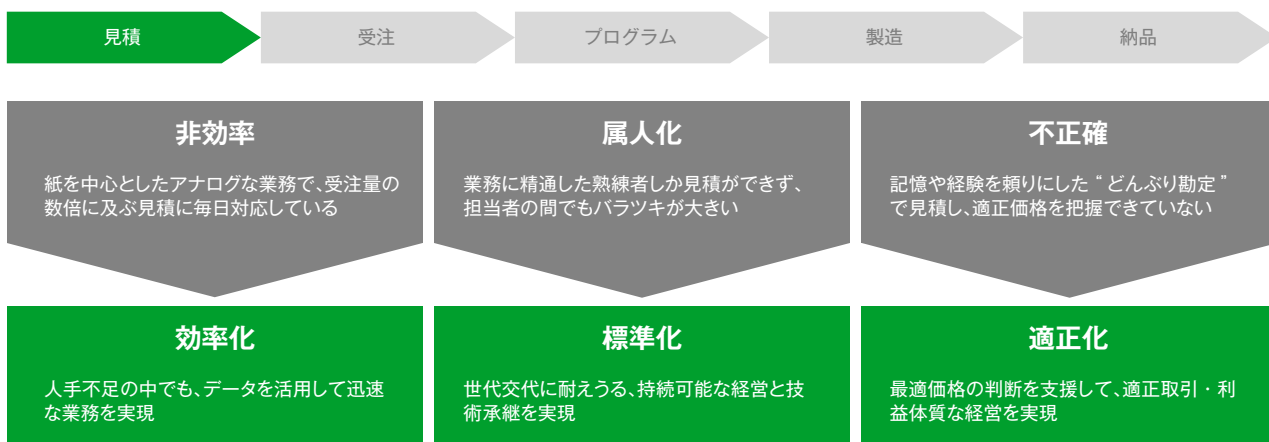 見積
受注
プログラム
製造
納品
非効率
紙を中心としたアナログな業務で、受注量の
数倍に及ぶ見積に毎日対応している
属人化
業務に精通した熟練者しか見積ができず、
担当者の間でもバラツキが大きい
不正確
記憶や経験を頼りにした“どんぶり勘定”
で見積し、適正価格を把握できていない
効率化
人手不足の中でも、データを活用して迅速
な業務を実現
標準化
世代交代に耐えうる、持続可能な経営と技
術承継を実現
適正化
最適価格の判断を支援して、適正取引・利
益体質な経営を実現